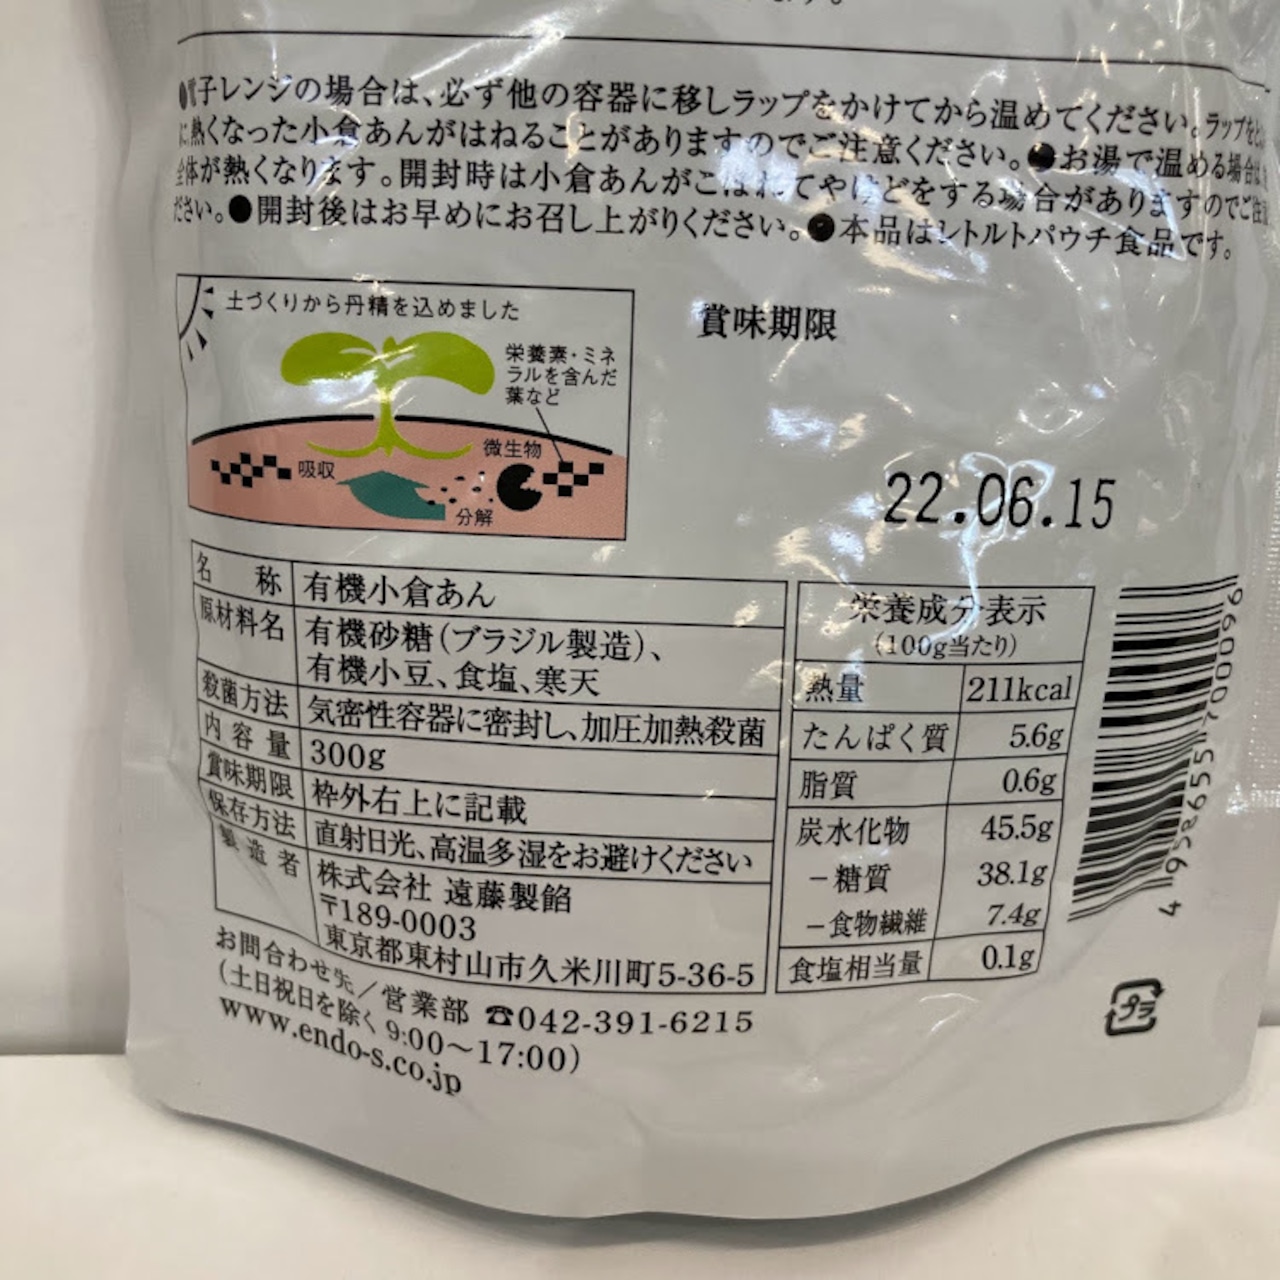 ●電子レンジの場合は、必ず他の容器に移しラップをかけてから温めてください。ラップをと
に熱くなった小倉あんがはねることがありますのでご注意ください。●お湯で温める場合は、
全体が熱くなります。開封時は小倉あんがこぼれてやけどをする場合がありますのでご注意
ださい。●開封後はお早めにお召し上がりください。●本品はレトルトパウチ食品です。
土づくりから丹精を込めました
栄養素・ミネ
ラルを含んだ
葉など
微生物
吸収
分解
賞味期限
22.06.15
名称 有機小倉あん
原材料名 有機砂糖(ブラジル製造)、
有機小豆、食塩、寒天
殺菌方法 気密性容器に密封し、加圧加熱殺菌
内容量 300g
賞味期限 枠外右上に記載
保存方法 直射日光、高温多湿をお避けください
製造者 株式会社 遠藤製餡
〒189-0003
東京都東村山市久米川町5-36-5
お問合わせ先/営業部 ☎042-391-6215
(土日祝日を除く 9:00〜17:00)
www.endo-s.co.jp
栄養成分表示
(100g当たり)
熱量 211kcal
たんぱく質 5.6g
脂質 0.6g
炭水化物 45.5g
－糖質 38.1g
－食物繊維 7.4g
食塩相当量 0.1g
4 958655 700096
プラ